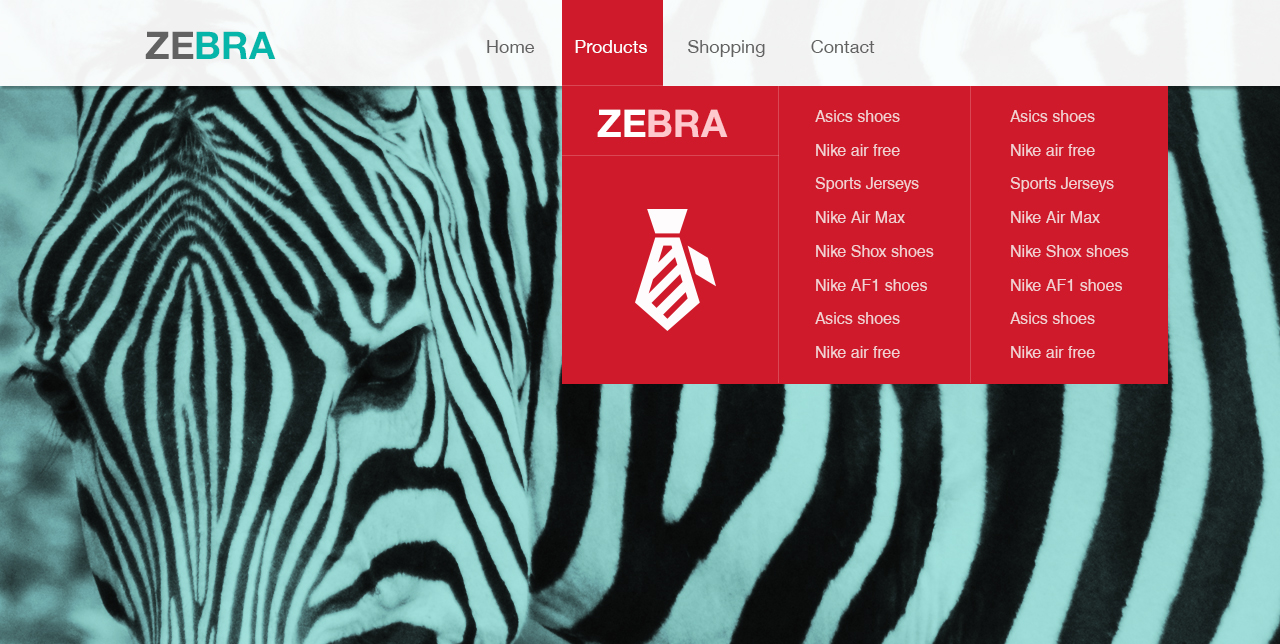 ZEBRA
Home Products Shopping Contact
ZEBRA
Asics shoes
Nike air free
Sports Jerseys
Nike Air Max
Nike Shox shoes
Nike AF1 shoes
Asics shoes
Nike air free
Asics shoes
Nike air free
Sports Jerseys
Nike Air Max
Nike Shox shoes
Nike AF1 shoes
Asics shoes
Nike air free